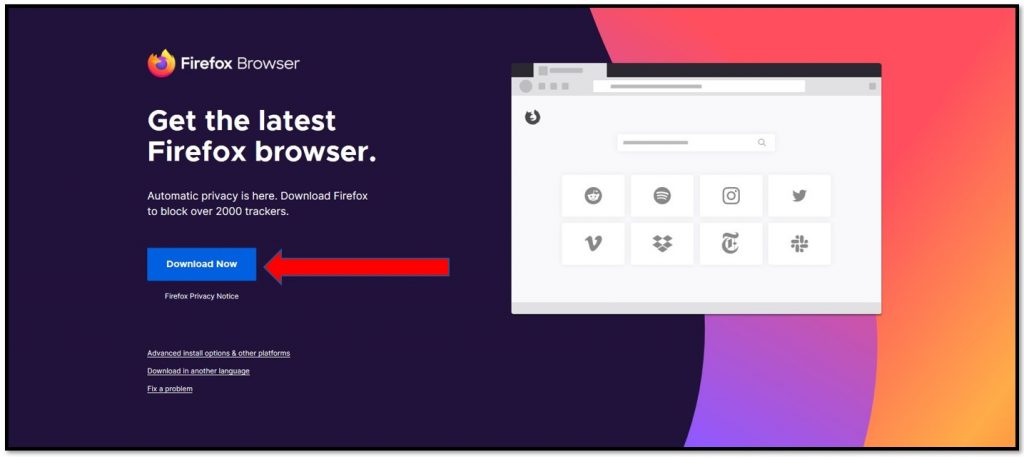 Firefox Browser
Get the latest
Firefox browser.
Automatic privacy is here. Download Firefox
to block over 2000 trackers.
Download Now
Firefox Privacy Notice
Advanced install options & other platforms
Download in another language
Fix a problem